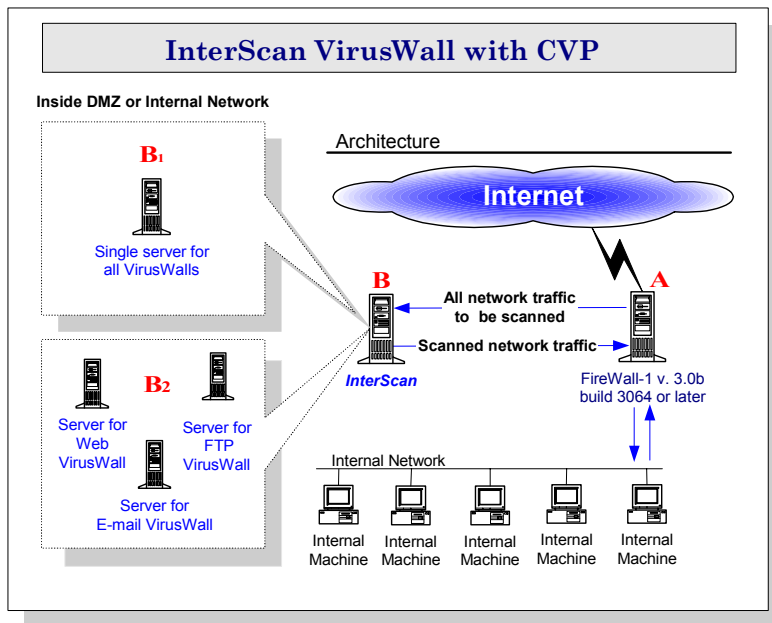 InterScan VirusWall with CVP
Inside DMZ or Internal Network
B1
Single server for
all VirusWalls
B2
Server for
Web
VirusWall
Server for
FTP
VirusWall
Server for
E-mail VirusWall
Architecture
Internet
B
A
All network traffic
to be scanned
Scanned network traffic
InterScan
FireWall-1 v. 3.0b
build 3064 or later
Internal Network
Internal
Machine
Internal
Machine
Internal
Machine
Internal
Machine
Internal
Machine